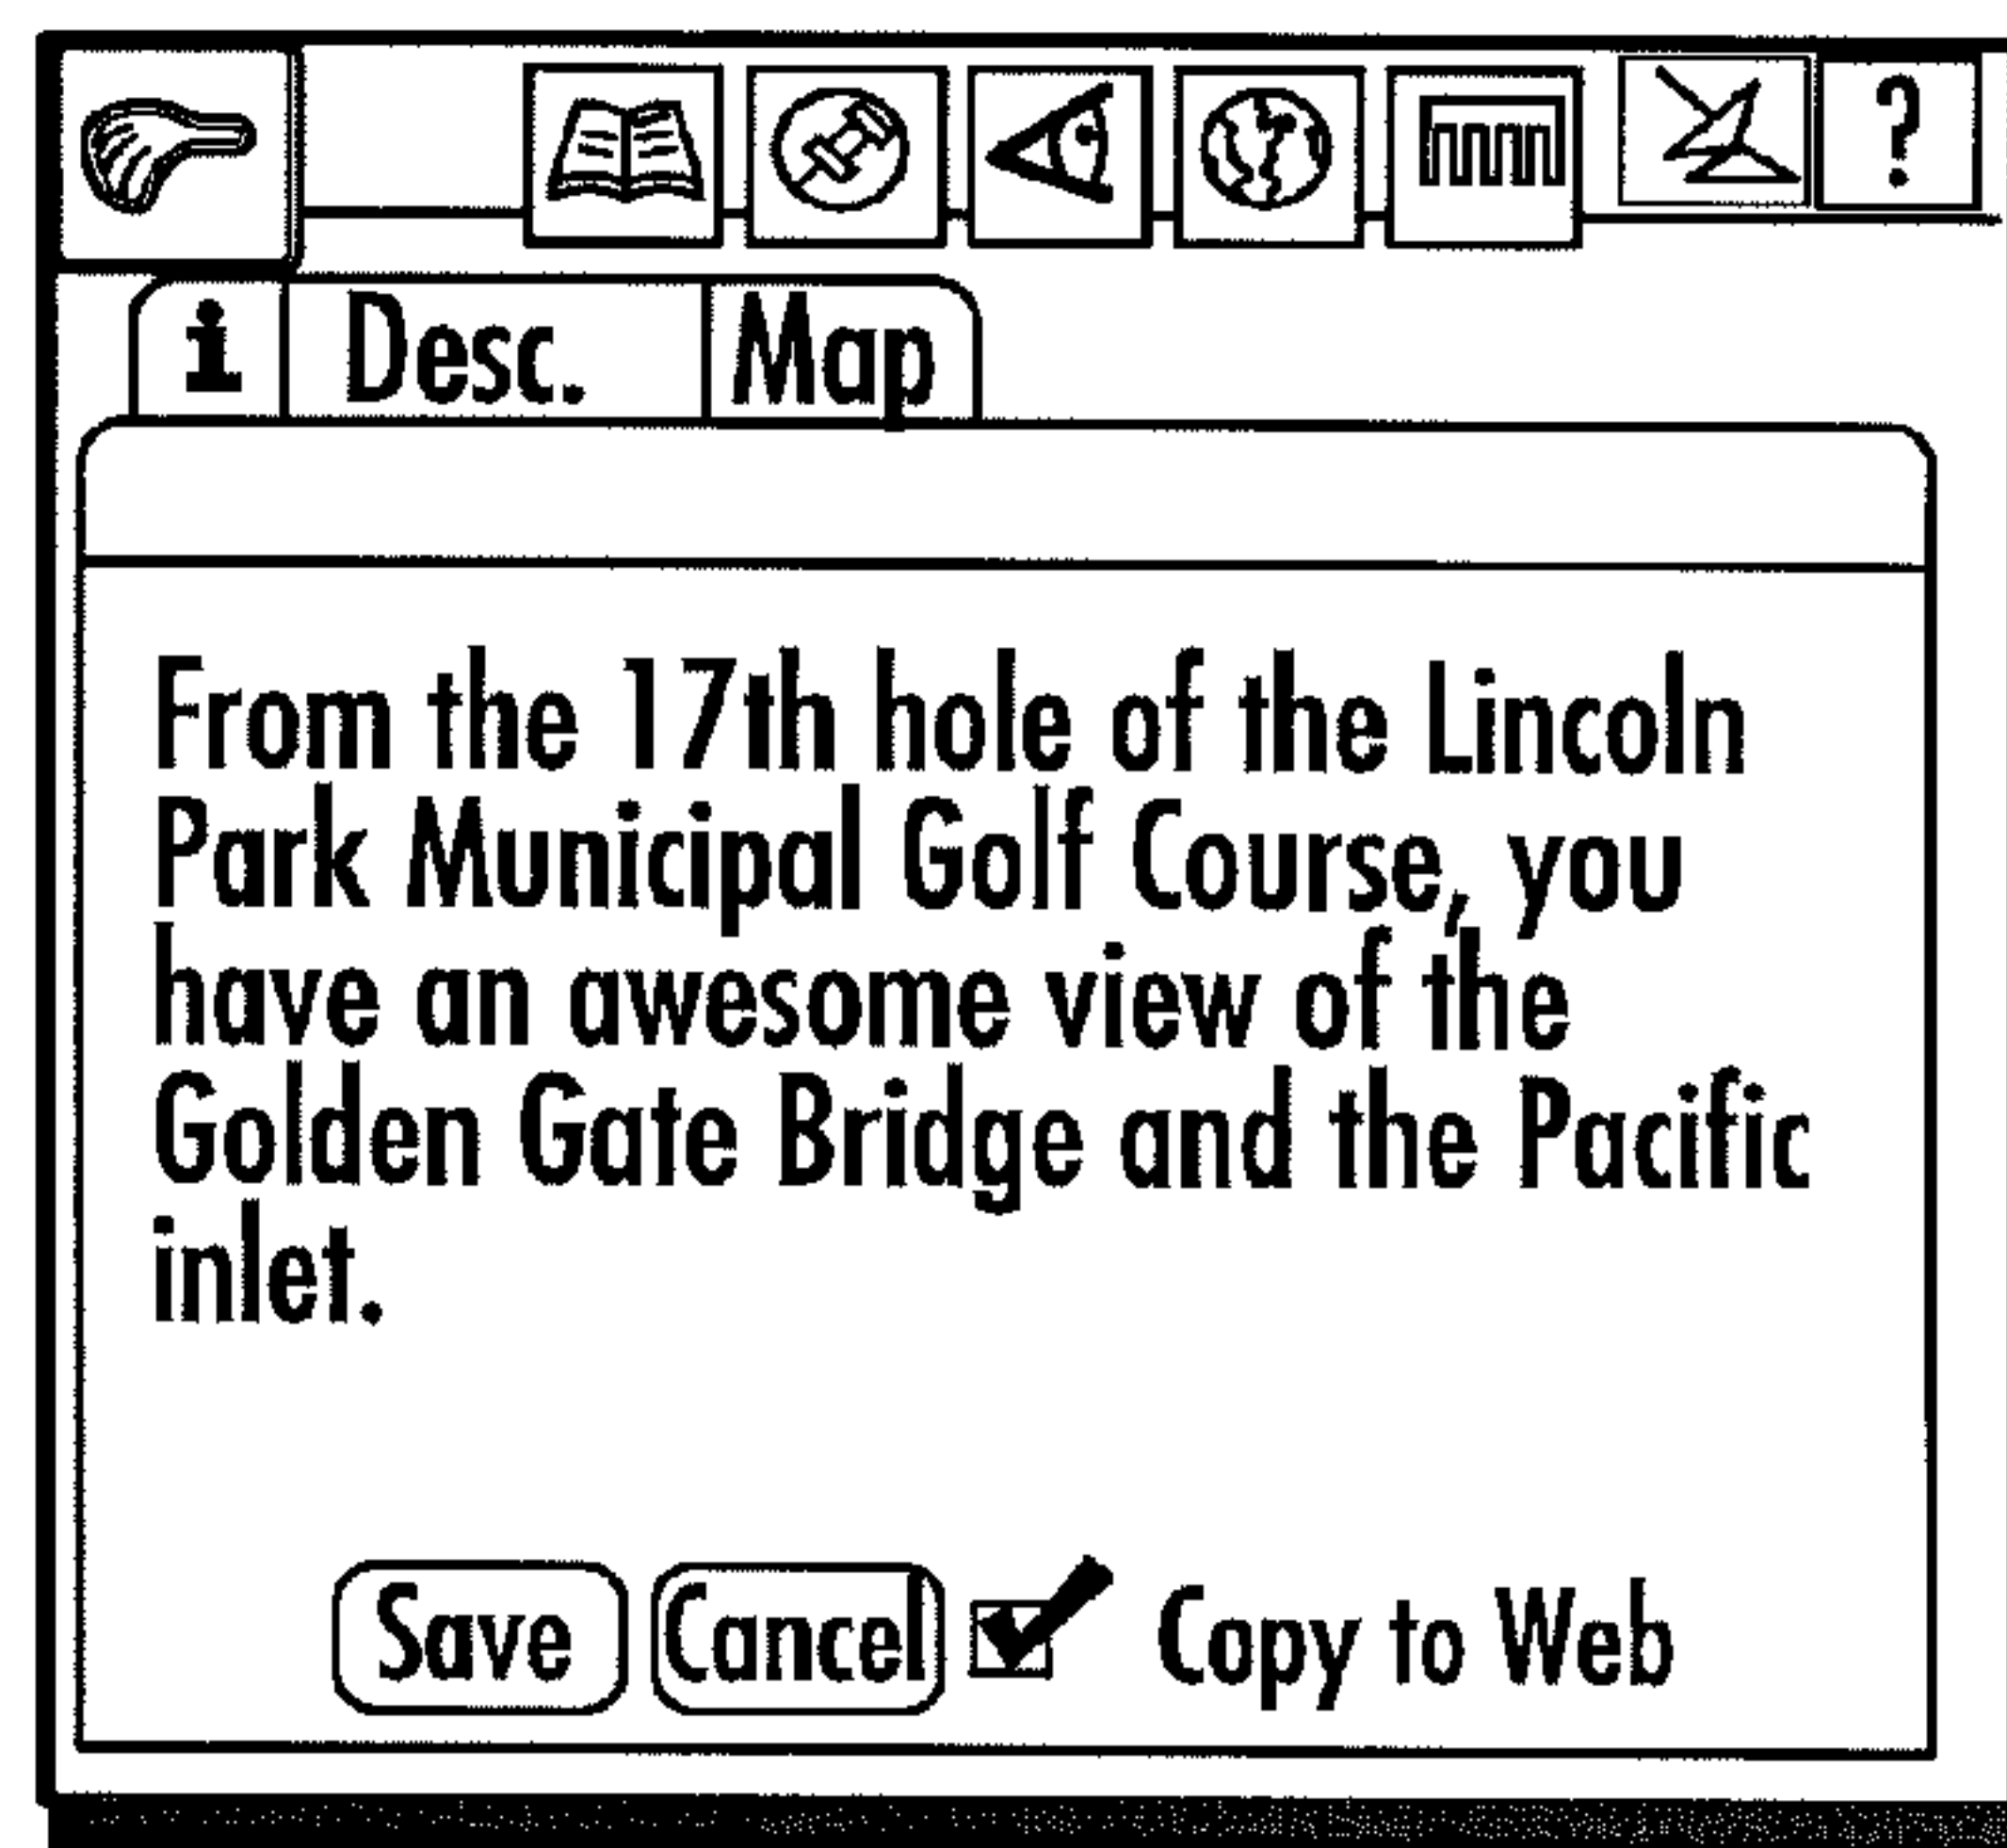 ?
i Desc. Map
From the 17th hole of the Lincoln
Park Municipal Golf Course, you
have an awesome view of the
Golden Gate Bridge and the Pacific
inlet.
Save Cancel Copy to Web